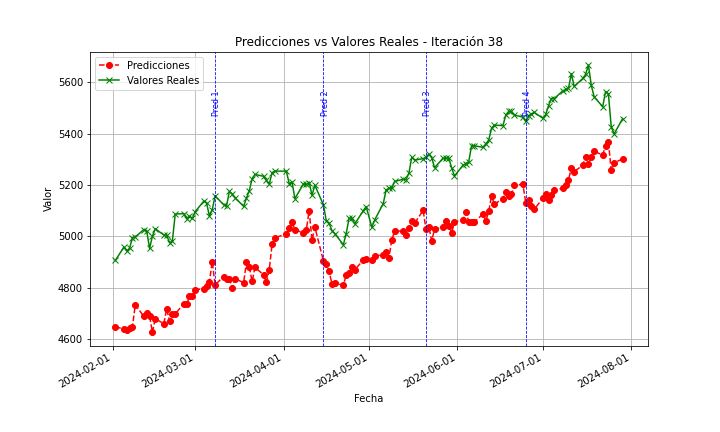 Predicciones vs Valores Reales - Iteración 38
Predicciones
Valores Reales
Pred 1
Pred 2
Pred 3
Pred 4
Valor
5600
5400
5200
5000
4800
4600
2024-02-01
2024-03-01
2024-04-01
2024-05-01
2024-06-01
2024-07-01
2024-08-01
Fecha